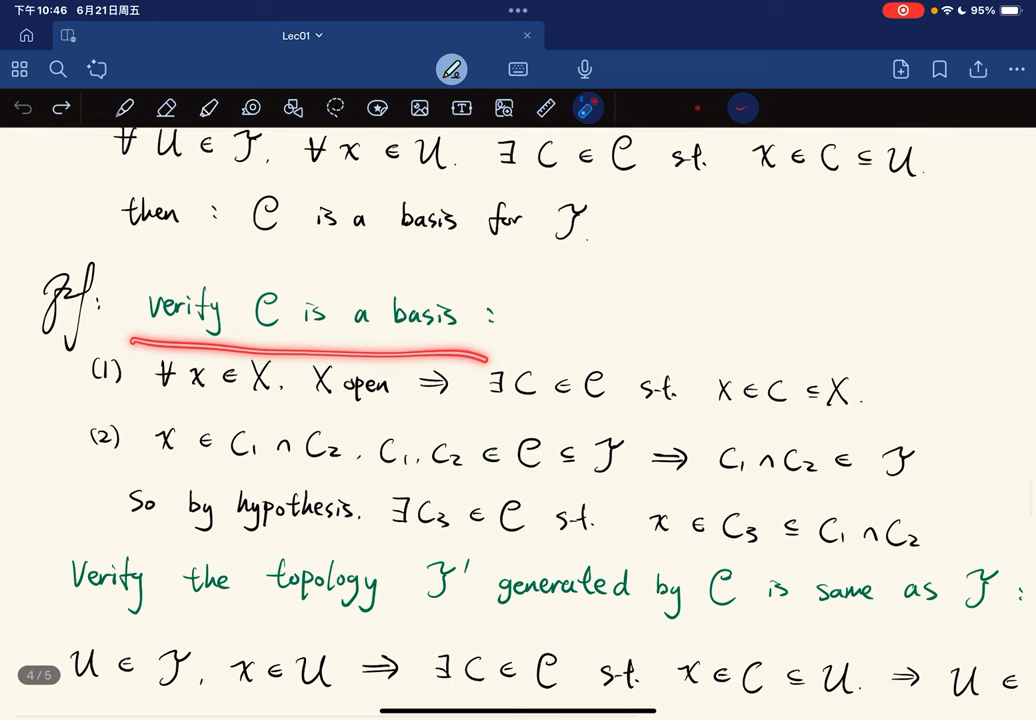 下午10:46 6月21日周五
95%
Lec01
∀ U ∈ 𝒯, ∀ x ∈ U. ∃ C ∈ 𝒞 st. x ∈ C ⊆ U.
then : 𝒞 is a basis for 𝒯.
Pf: Verify 𝒞 is a basis :
(1) ∀ x ∈ X, X open ⇒ ∃ C ∈ 𝒞 s.t. x ∈ C ⊆ X.
(2) x ∈ C₁ ∩ C₂, C₁, C₂ ∈ 𝒞 ⊆ 𝒯 ⇒ C₁ ∩ C₂ ∈ 𝒯
So by hypothesis. ∃ C₃ ∈ 𝒞 st. x ∈ C₃ ⊆ C₁ ∩ C₂
Verify the topology 𝒯' generated by 𝒞 is same as 𝒯 :
U ∈ 𝒯, x ∈ U ⇒ ∃ C ∈ 𝒞 s.t. x ∈ C ⊆ U. ⇒ U ∈
4 / 5